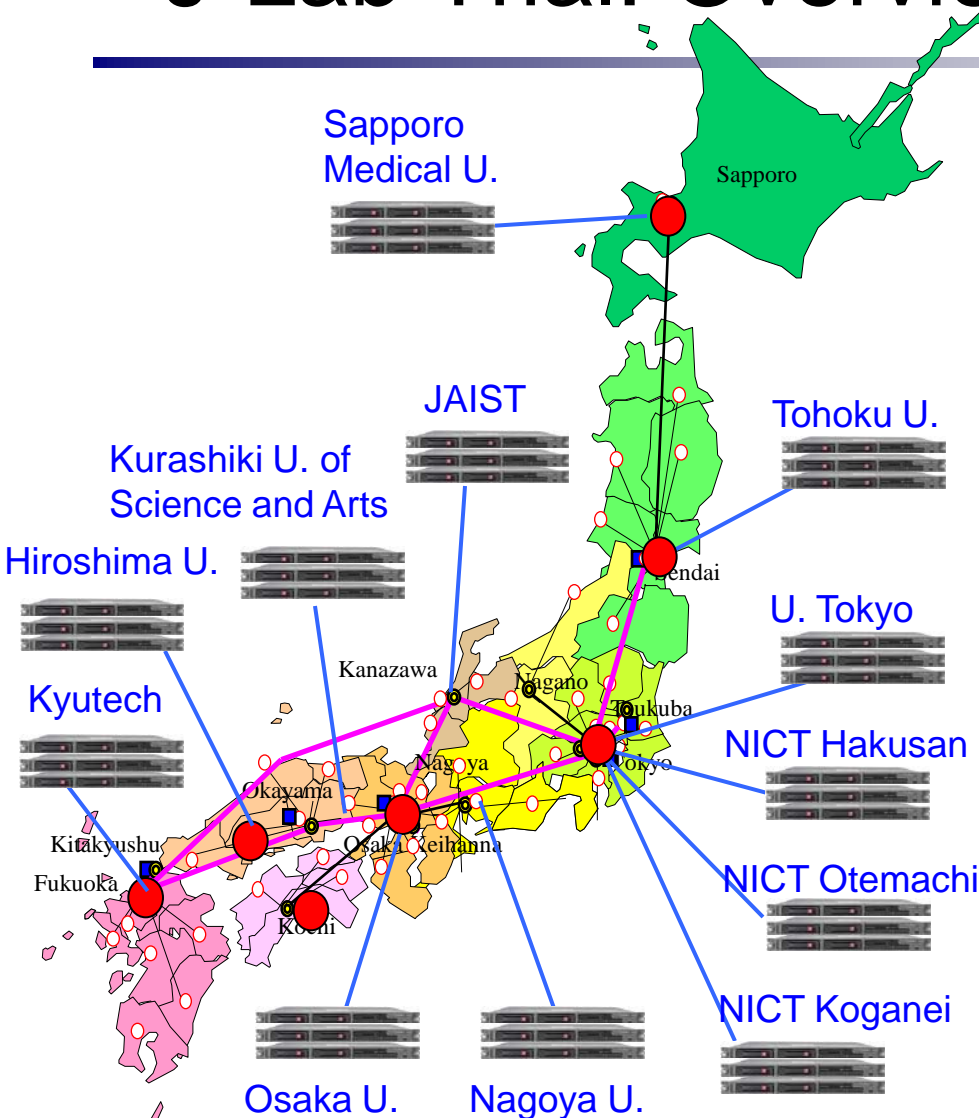 Sapporo
Medical U.
Sapporo
JAIST
Tohoku U.
Kurashiki U. of
Science and Arts
Hiroshima U.
Sendai
U. Tokyo
Kanazawa
Nagano
Kyutech
Tsukuba
NICT Hakusan
Nagoya
Tokyo
Okayama
Kitakyushu
Osaka Keihanna
Fukuoka
NICT Otemachi
Kochi
NICT Koganei
Osaka U.
Nagoya U.